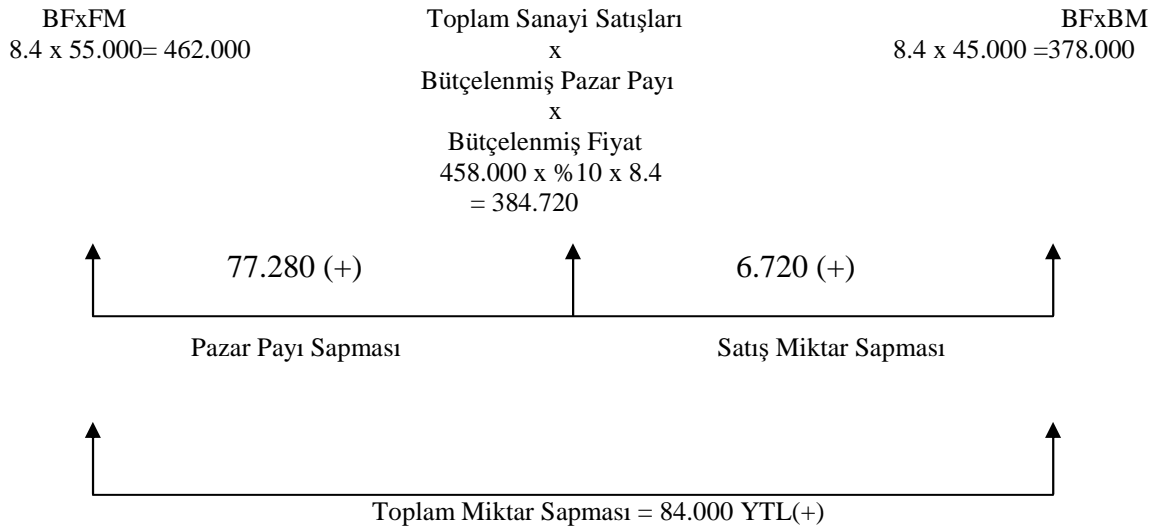 BFxFM
8.4 x 55.000= 462.000
Toplam Sanayi Satışları
x
Bütçelenmiş Pazar Payı
x
Bütçelenmiş Fiyat
458.000 x %10 x 8.4
= 384.720
BFxBM
8.4 x 45.000 =378.000
77.280 (+)
6.720 (+)
Pazar Payı Sapması
Satış Miktar Sapması
Toplam Miktar Sapması = 84.000 YTL(+)